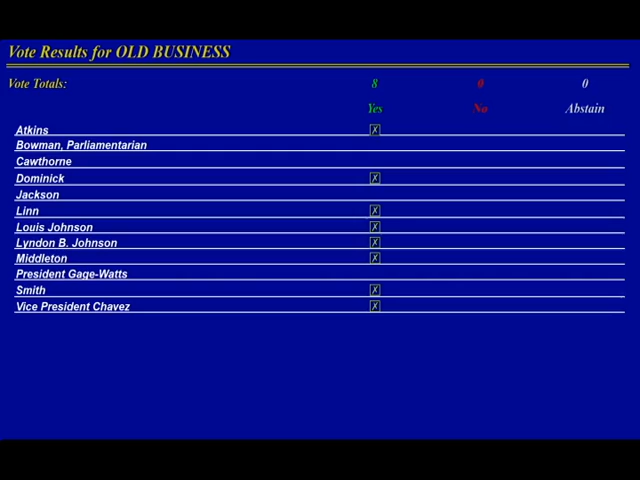 Vote Results for OLD BUSINESS
Vote Totals: 8 0 0
Yes No Abstain
Atkins ☒
Bowman, Parliamentarian
Cawthorne
Dominick ☒
Jackson
Linn ☒
Louis Johnson ☒
Lyndon B. Johnson ☒
Middleton ☒
President Gage-Watts
Smith ☒
Vice President Chavez ☒